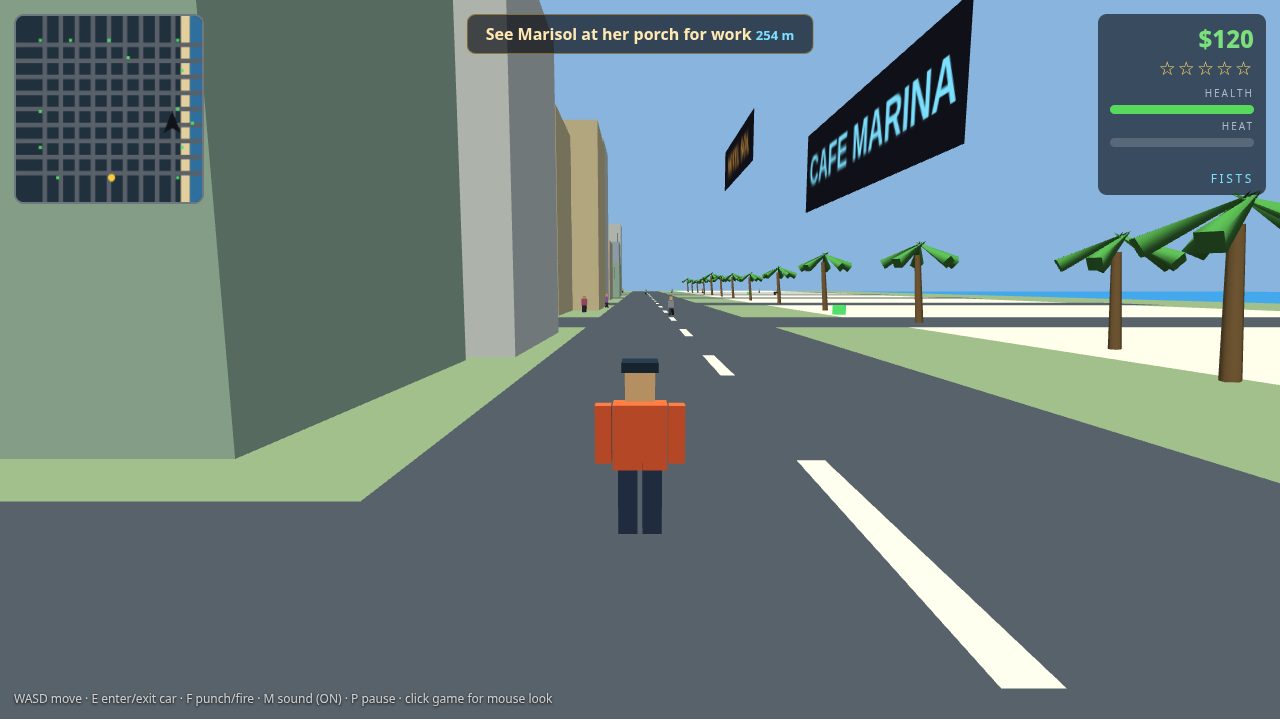 See Marisol at her porch for work 254 m
$120
☆☆☆☆☆
HEALTH
HEAT
FISTS
CAFE MARINA
WASD move · E enter/exit car · F punch/fire · M sound (ON) · P pause · click game for mouse look